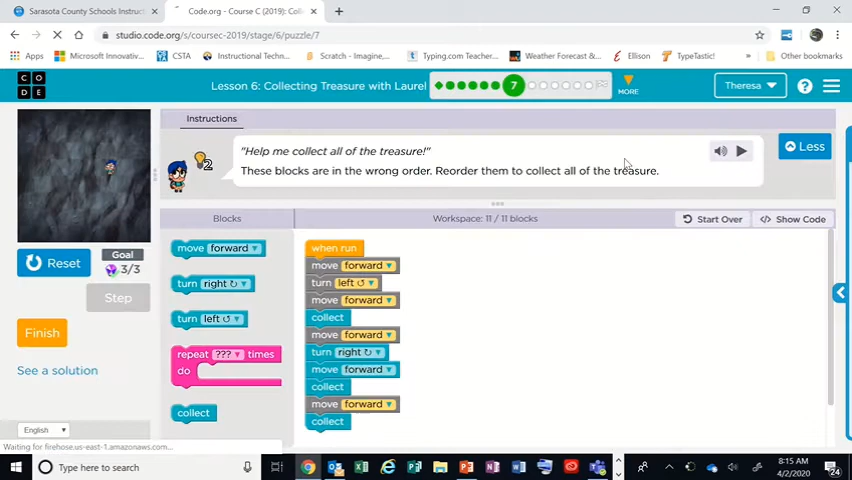 Sarasota County Schools Instruct
Code.org - Course C (2019): Colle
studio.code.org/s/coursec-2019/stage/6/puzzle/7
Apps
Microsoft Innovativ...
CSTA
Instructional Techn...
Scratch - Imagine,...
Typing.com Teacher...
Weather Forecast &...
Ellison
TypeTastic!
Other bookmarks
C O
D E
Lesson 6: Collecting Treasure with Laurel
7
MORE
Theresa
?
Instructions
"Help me collect all of the treasure!"
These blocks are in the wrong order. Reorder them to collect all of the treasure.
2
Less
Blocks
Workspace: 11 / 11 blocks
Start Over
</> Show Code
Reset
Goal
3/3
Step
Finish
See a solution
move forward
turn right ↻
turn left ↺
repeat ??? times
do
collect
when run
move forward
turn left ↺
move forward
collect
move forward
turn right ↻
move forward
collect
move forward
collect
English
Waiting for firehose.us-east-1.amazonaws.com...
Type here to search
8:15 AM
4/2/2020
24